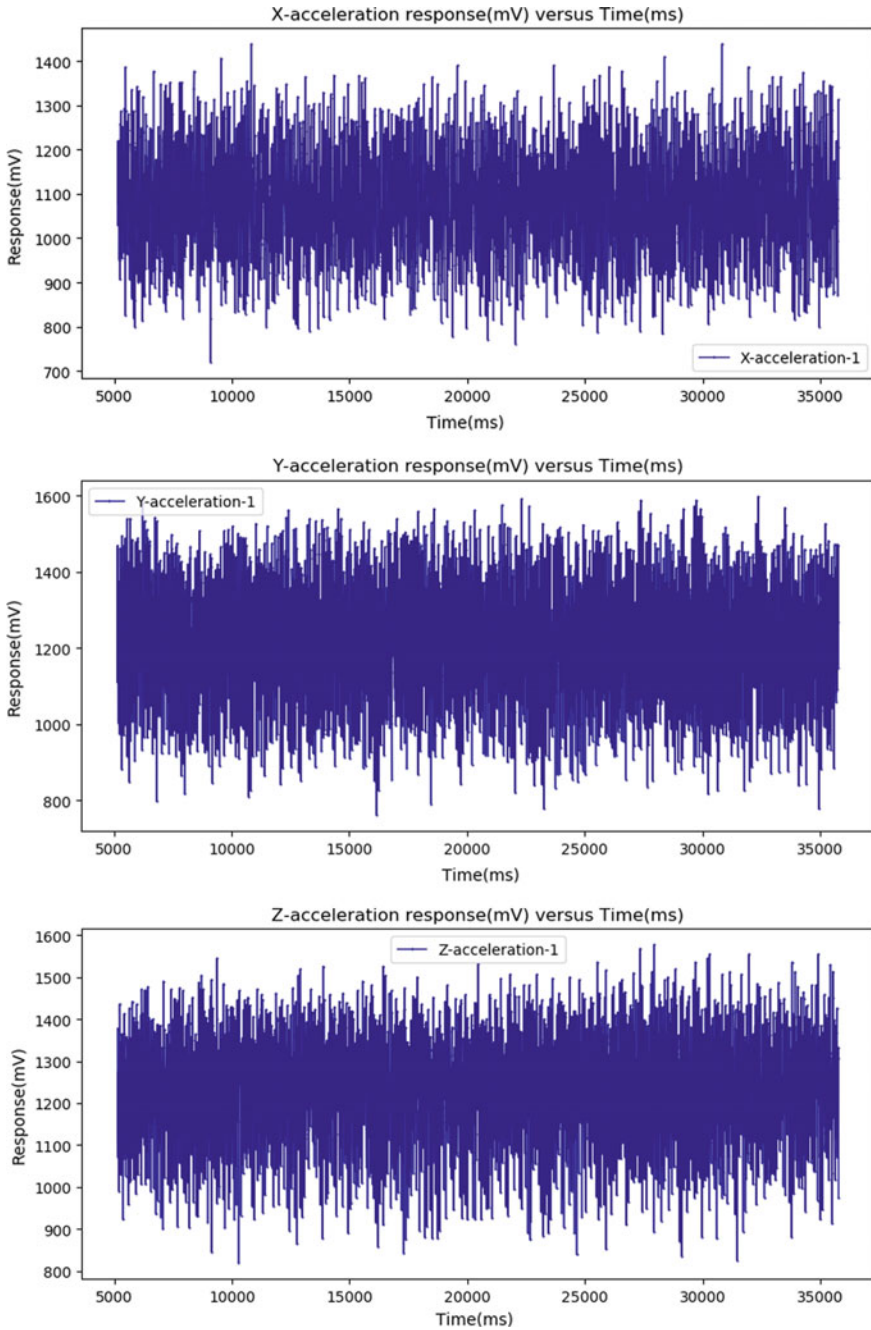 X-acceleration response(mV) versus Time(ms)
1400
1300
1200
1100
1000
900
800
700
Response(mV)
X-acceleration-1
5000 10000 15000 20000 25000 30000 35000
Time(ms)
Y-acceleration response(mV) versus Time(ms)
1600
1400
1200
1000
800
Response(mV)
Y-acceleration-1
5000 10000 15000 20000 25000 30000 35000
Time(ms)
Z-acceleration response(mV) versus Time(ms)
1600
1500
1400
1300
1200
1100
1000
900
800
Response(mV)
Z-acceleration-1
5000 10000 15000 20000 25000 30000 35000
Time(ms)